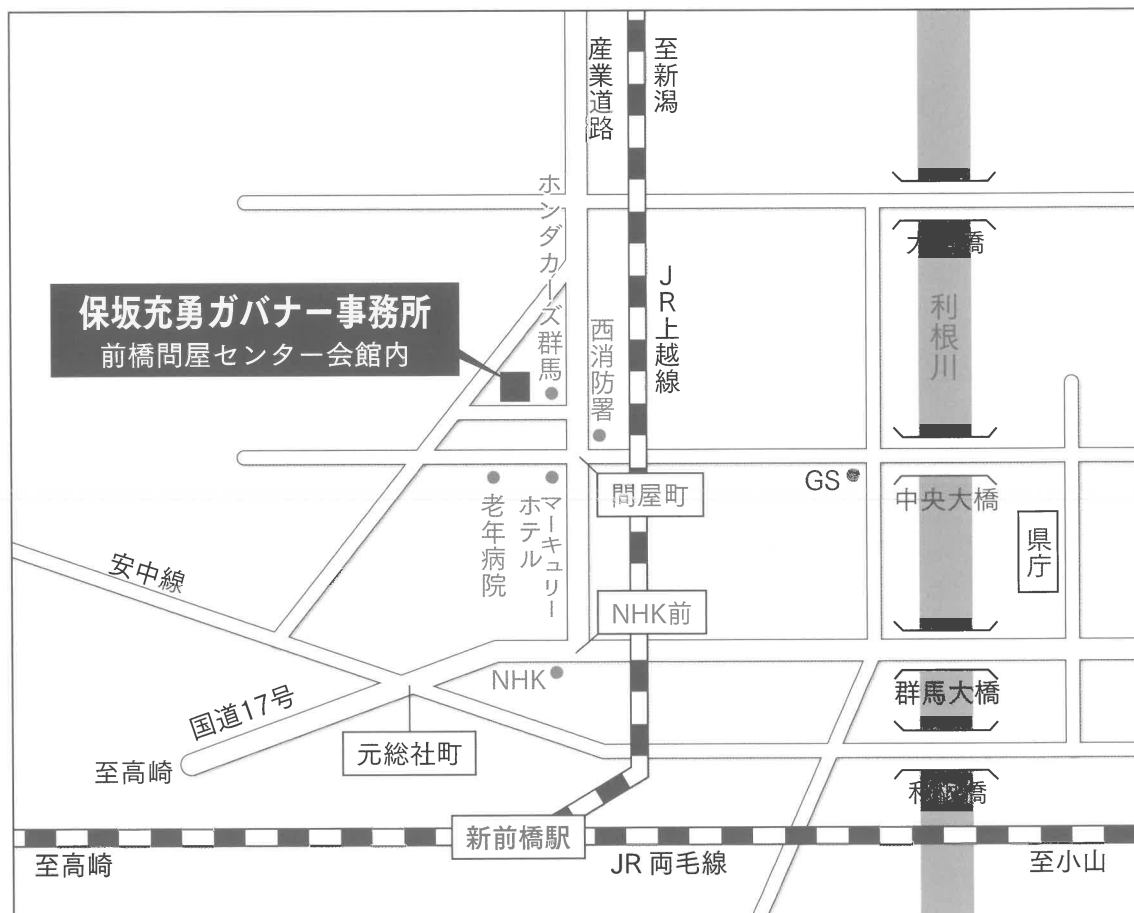 産業道路
至新潟
ホンダカーズ群馬
保坂充勇ガバナー事務所
前橋問屋センター会館内
西消防署
JR上越線
利根川
問屋町
GS
中央大橋
県庁
老年病院
マーキュリー
ホテル
安中線
NHK前
NHK
群馬大橋
国道17号
元総社町
至高崎
新前橋駅
至高崎
JR 両毛線
至小山